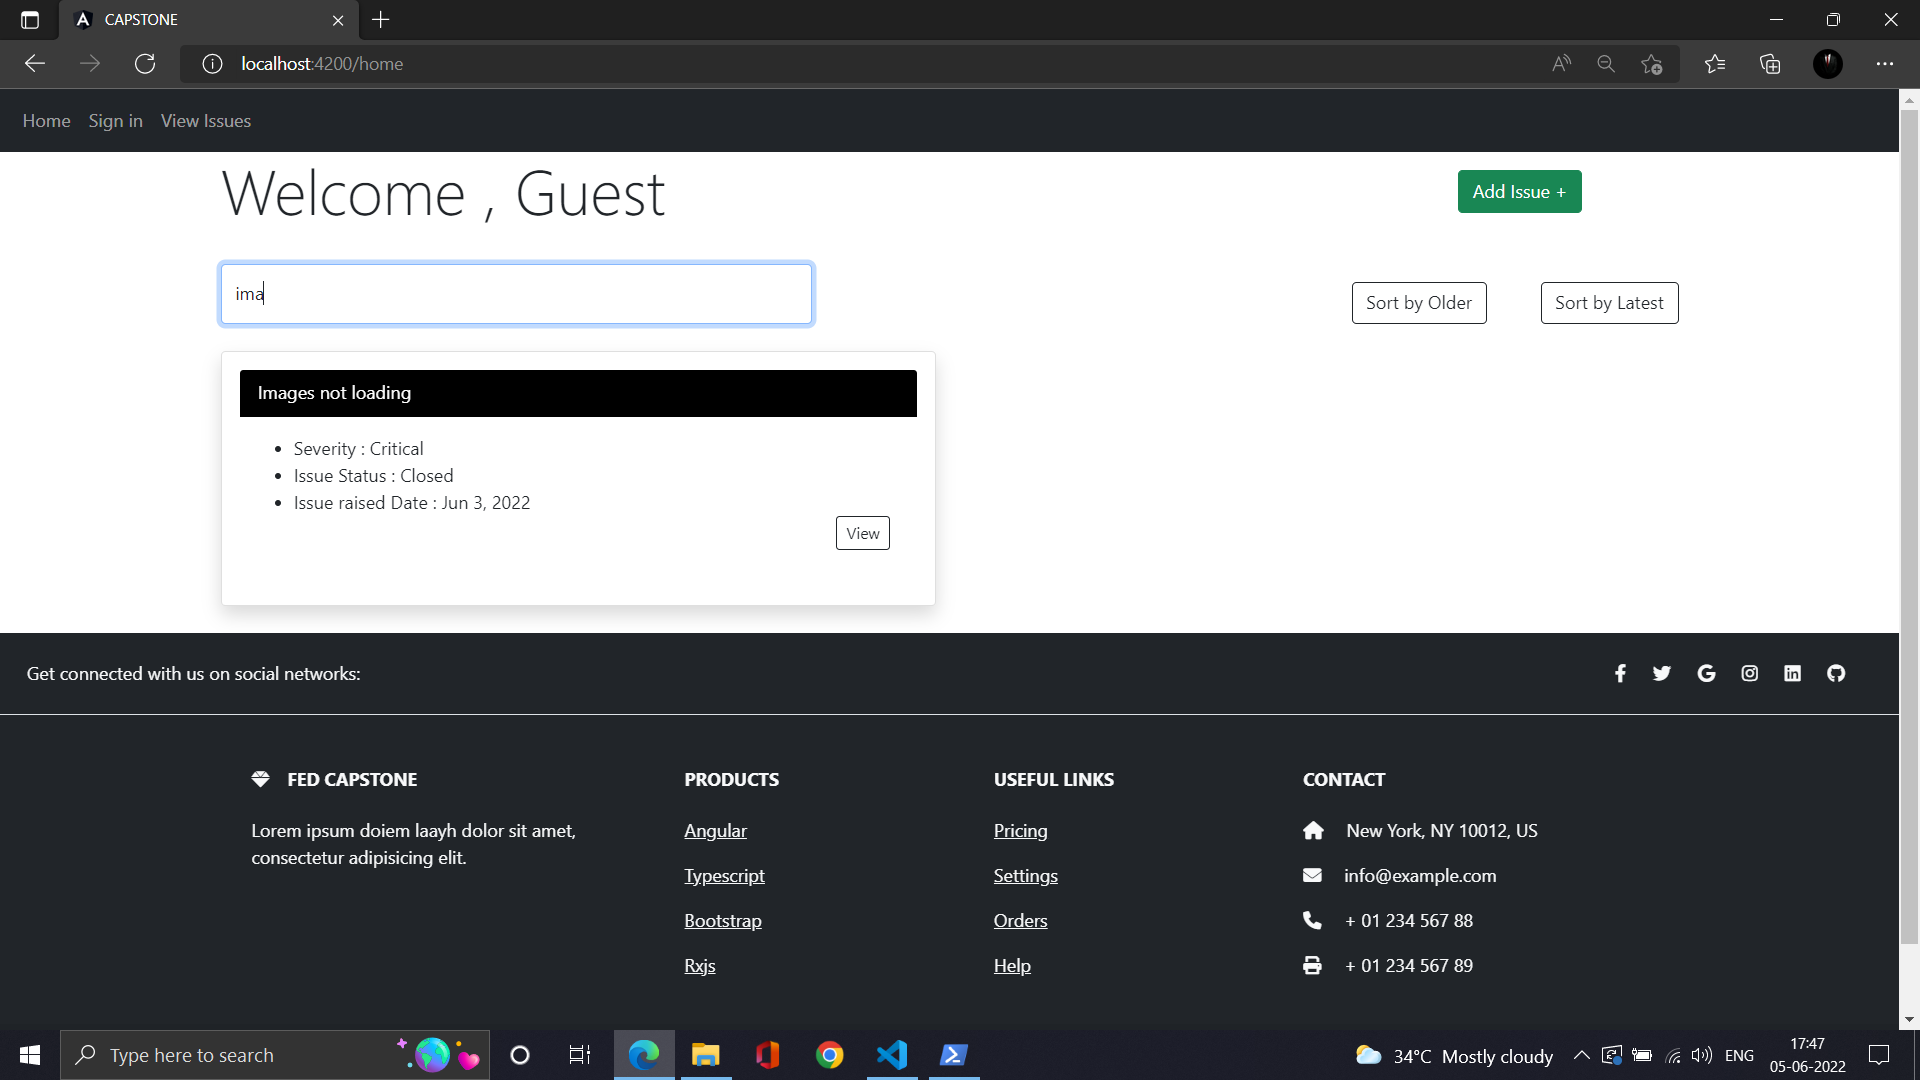 CAPSTONE
localhost:4200/home
Home Sign in View Issues
Welcome , Guest
Add Issue +
ima
Sort by Older
Sort by Latest
Images not loading
Severity : Critical
Issue Status : Closed
Issue raised Date : Jun 3, 2022
View
Get connected with us on social networks:
FED CAPSTONE
Lorem ipsum doiem laayh dolor sit amet,
consectetur adipisicing elit.
PRODUCTS
Angular
Typescript
Bootstrap
Rxjs
USEFUL LINKS
Pricing
Settings
Orders
Help
CONTACT
New York, NY 10012, US
info@example.com
+ 01 234 567 88
+ 01 234 567 89
Type here to search
34°C Mostly cloudy
ENG
17:47
05-06-2022